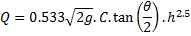 Q = 0.533√2g. C. tan(θ/2). h^2.5